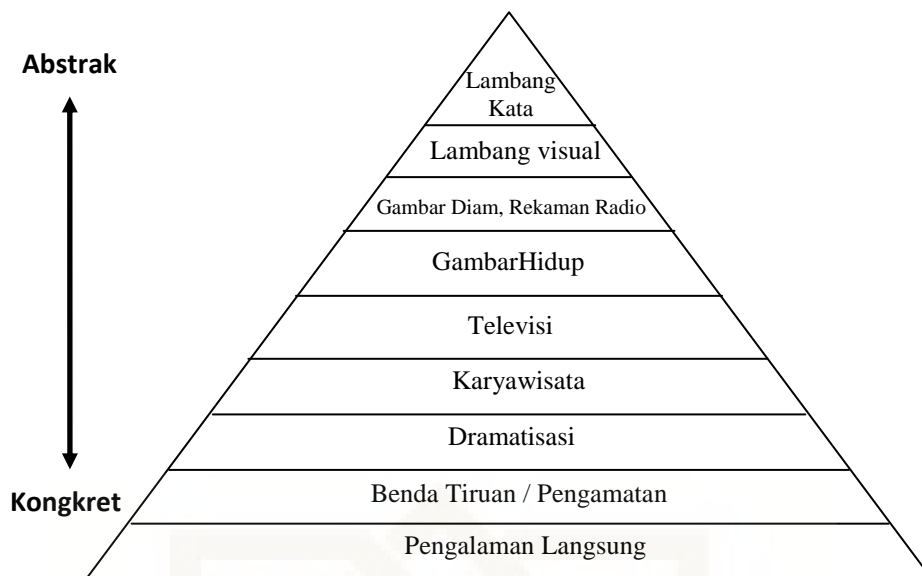 Abstrak
Lambang
Kata
Lambang visual
Gambar Diam, Rekaman Radio
GambarHidup
Televisi
Karyawisata
Dramatisasi
Kongkret
Benda Tiruan / Pengamatan
Pengalaman Langsung